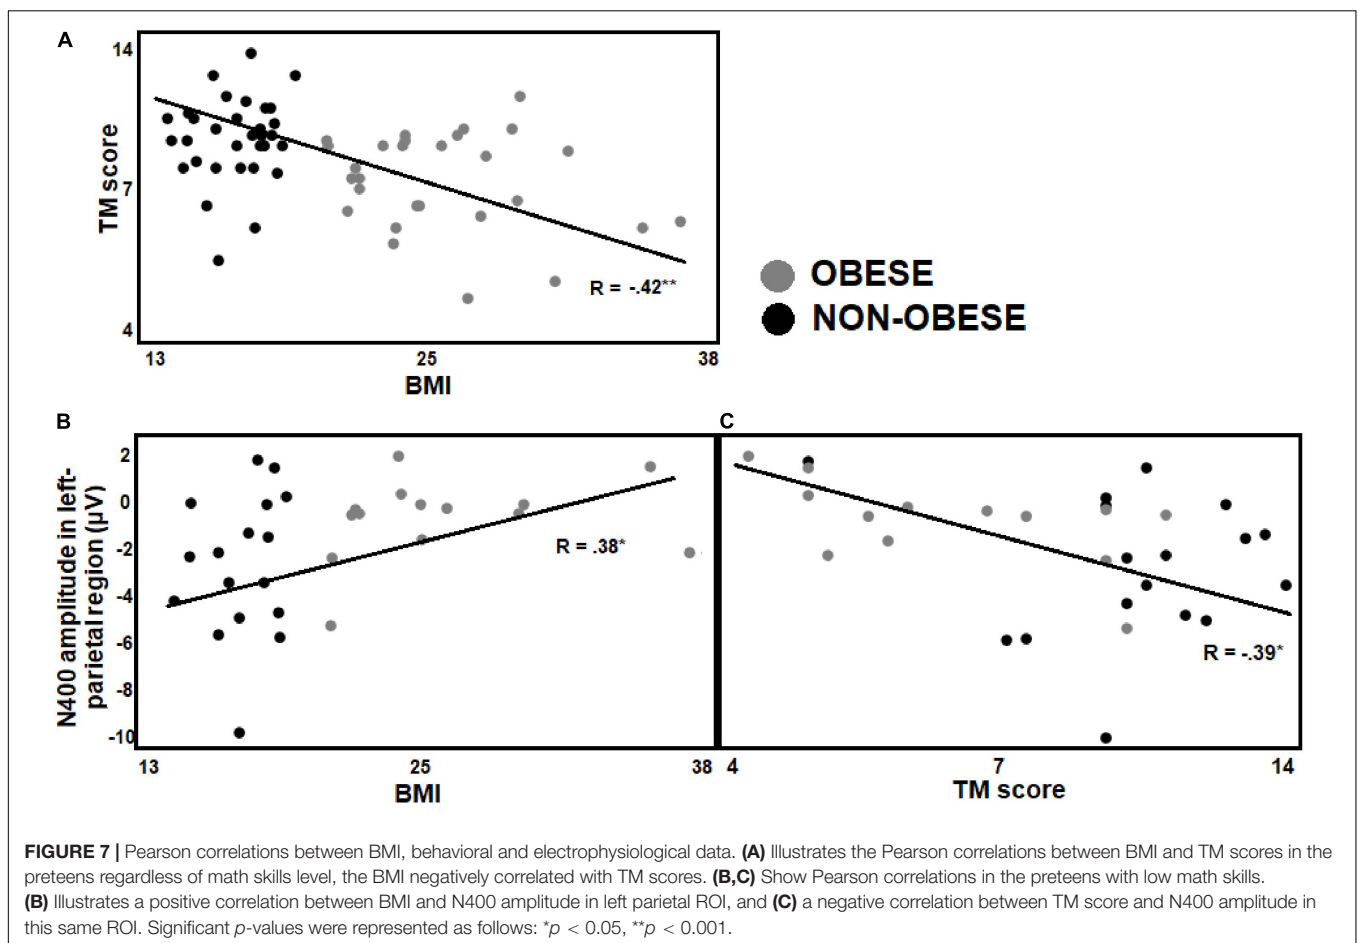 A
14
TM score
7
4
R = -.42**
13 25 38
BMI
OBESE
NON-OBESE
B
C
N400 amplitude in left-
parietal region (µV)
2
0
-2
-4
-6
-8
-10
R = .38*
R = -.39*
13 25 38
BMI
4 7 14
TM score
FIGURE 7 | Pearson correlations between BMI, behavioral and electrophysiological data. (A) Illustrates the Pearson correlations between BMI and TM scores in the
preteens regardless of math skills level, the BMI negatively correlated with TM scores. (B,C) Show Pearson correlations in the preteens with low math skills.
(B) Illustrates a positive correlation between BMI and N400 amplitude in left parietal ROI, and (C) a negative correlation between TM score and N400 amplitude in
this same ROI. Significant p-values were represented as follows: *p < 0.05, **p < 0.001.